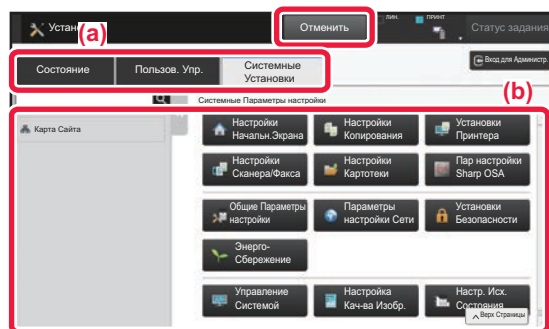 Устан
Отменить
ЛИН.
ПРИНТ
Статус задания
(a)
Состояние
Пользов. Упр.
Системные
Установки
Вход для Администр.
(b)
Системные Параметры настройки
Карта Сайта
Настройки
Начальн.Экрана
Настройки
Копирования
Установки
Принтера
Настройки
Сканера/Факса
Настройки
Картотеки
Пар настройки
Sharp OSA
Общие Параметры
настройки
Параметры
настройки Сети
Установки
Безопасности
Энерго-
Сбережение
Управление
Системой
Настройка
Кач-ва Изобр.
Настр. Исх.
Состояния
Верх Страницы